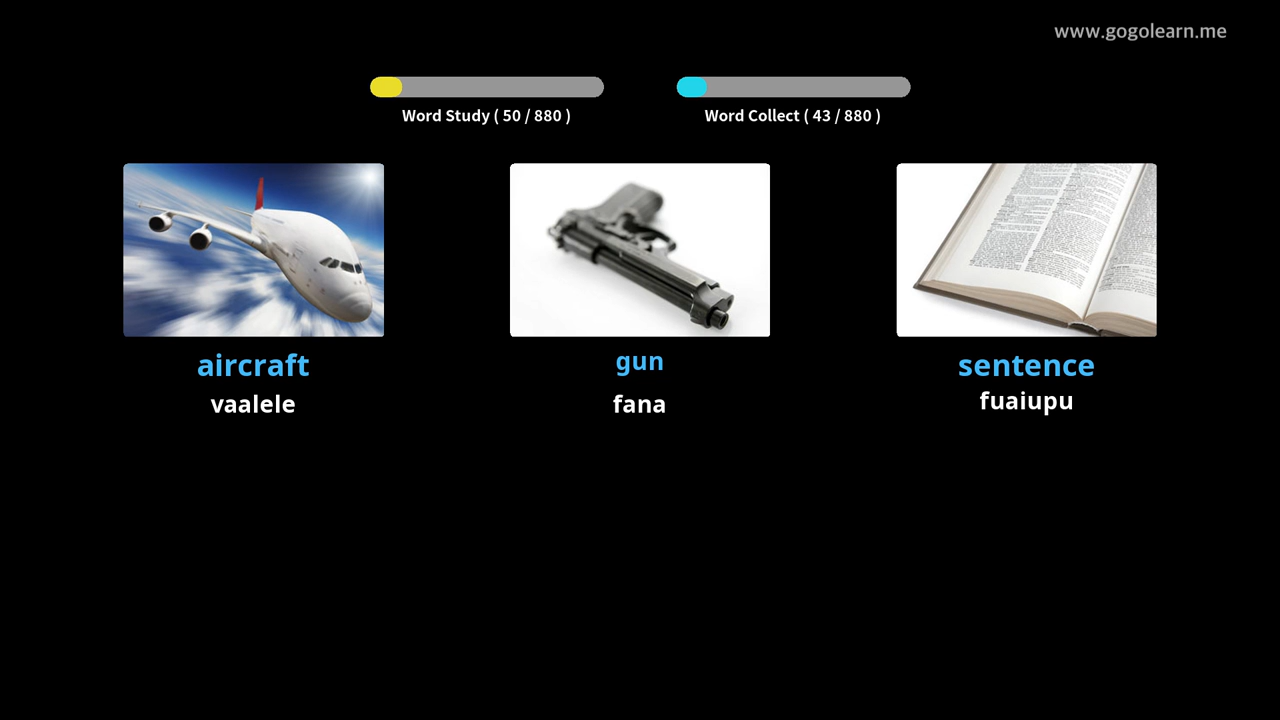 www.gogolearn.me
Word Study ( 50 / 880 )
Word Collect ( 43 / 880 )
aircraft
gun
sentence
vaalele
fana
fuaiupu